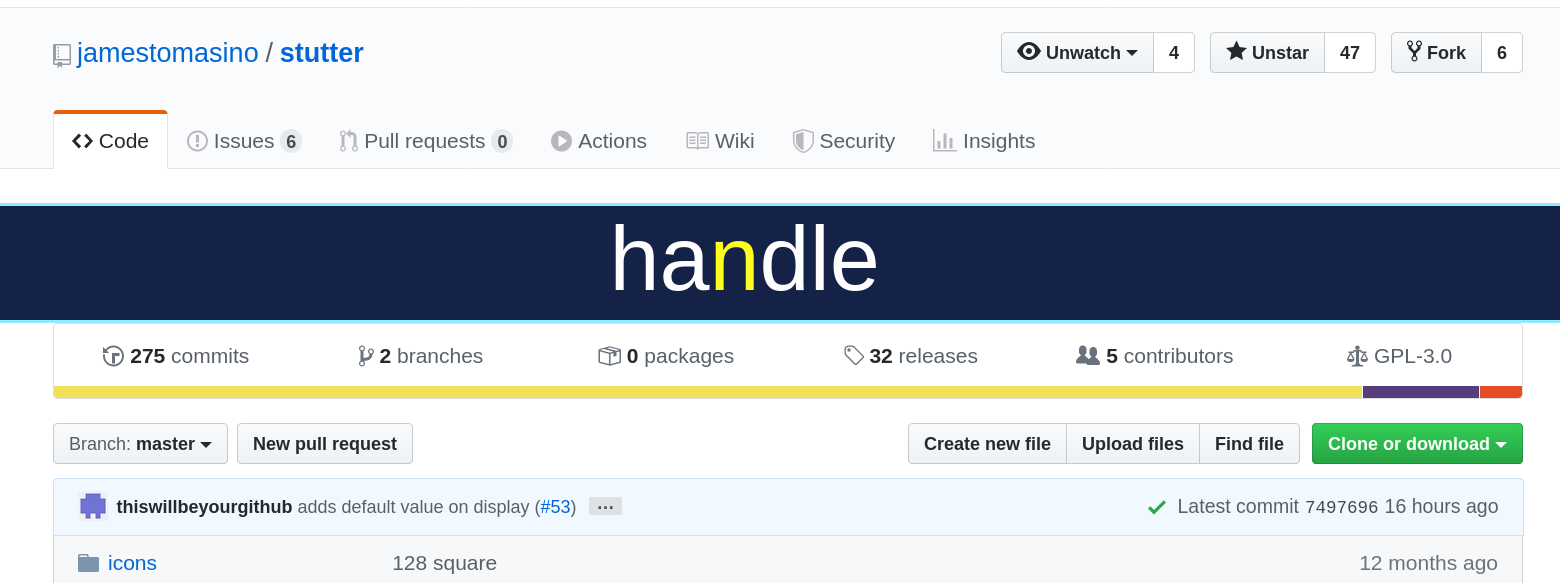 jamestomasino / stutter Unwatch 4 Unstar 47 Fork 6
Code Issues 6 Pull requests 0 Actions Wiki Security Insights
handle
275 commits 2 branches 0 packages 32 releases 5 contributors GPL-3.0
Branch: master New pull request Create new file Upload files Find file Clone or download
thiswillbeyourgithub adds default value on display (#53) ... Latest commit 7497696 16 hours ago
icons 128 square 12 months ago